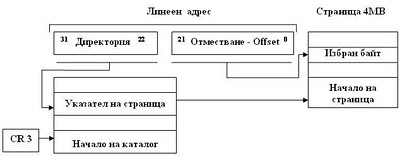 Линеен адрес
Страница 4MB
31 Директория 22
21 Отместване - Offset 0
Избран байт
Указател на страница
Начало на страница
CR 3
Начало на каталог